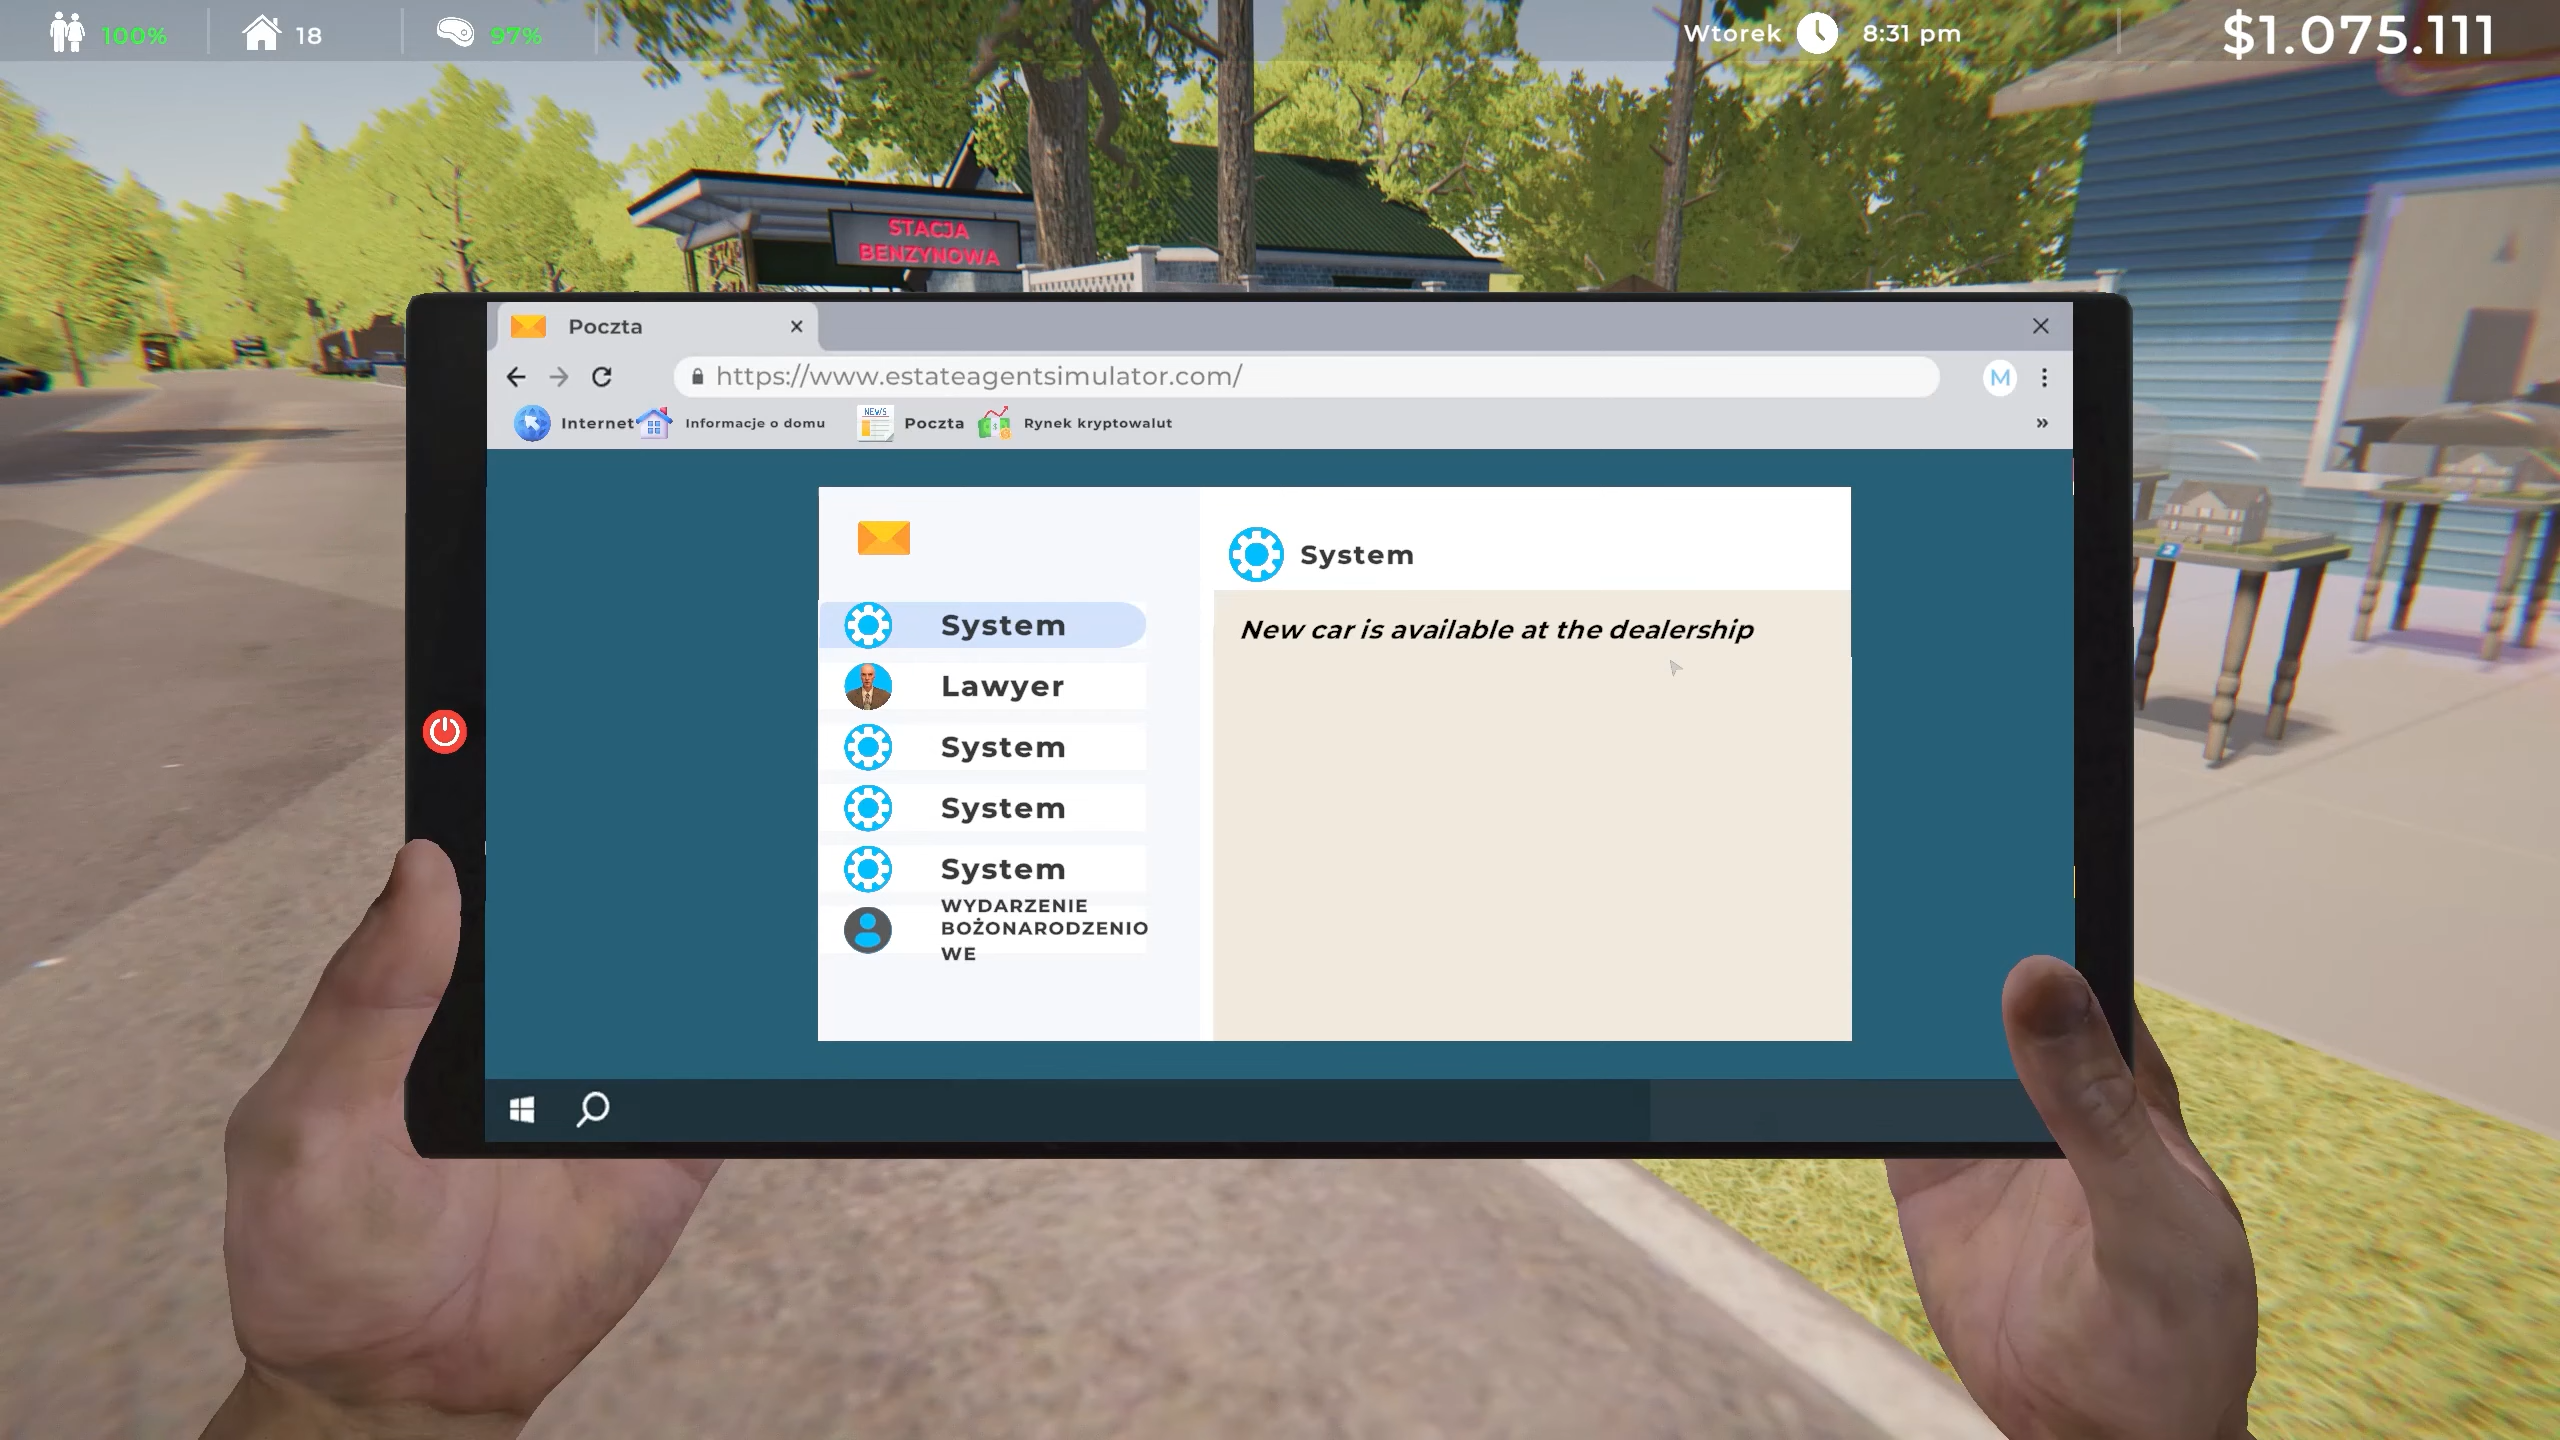 100%
18
97%
Wtorek
8:31 pm
$1.075.111
STACJA
BENZYNOWA
Poczta
https://www.estateagentsimulator.com/
M
Internet
Informacje o domu
NEWS
Poczta
Rynek kryptowalut
»
System
Lawyer
System
System
System
WYDARZENIE
BOŻONARODZENIO
WE
System
New car is available at the dealership
2